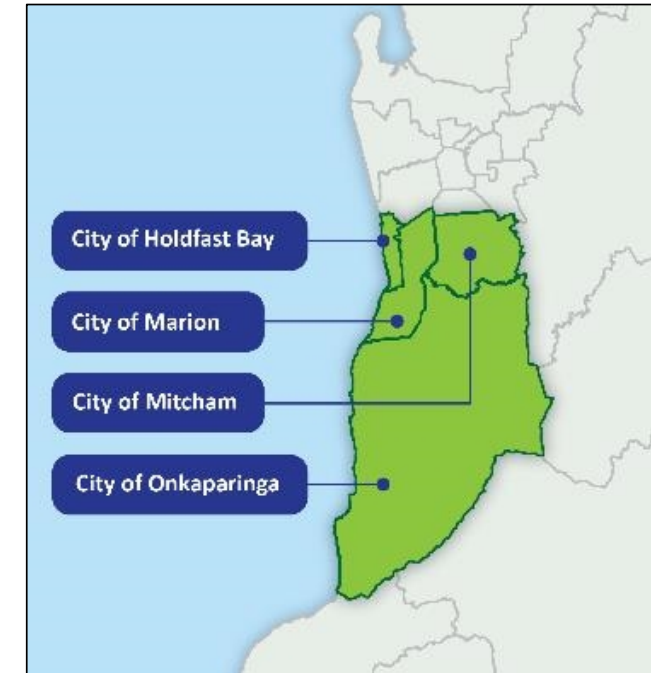 City of Holdfast Bay
City of Marion
City of Mitcham
City of Onkaparinga